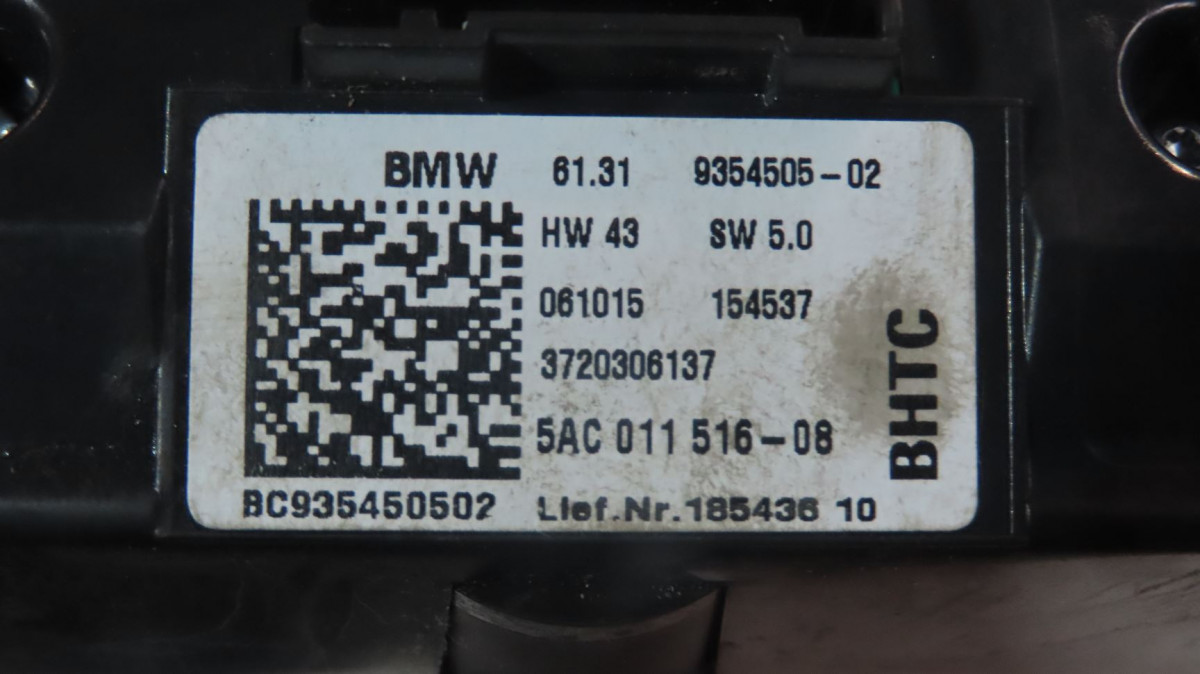 BMW 61.31 9354505-02
HW 43 SW 5.0
061015 154537
3720306137
5AC 011 516-08
BC935450502 Lief.Nr.185436 10
BHTC